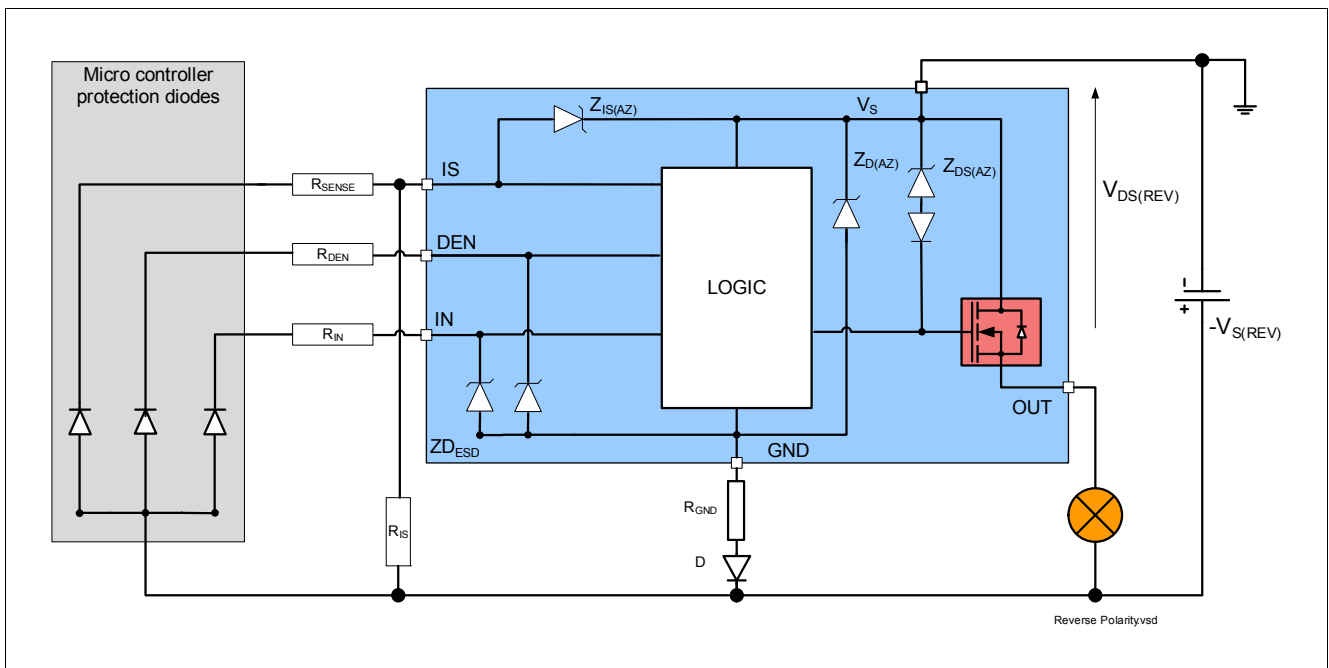 Micro controller
protection diodes
Z_IS(AZ)
V_S
Z_D(AZ)
Z_DS(AZ)
V_DS(REV)
IS
R_SENSE
DEN
R_DEN
LOGIC
IN
R_IN
-
+
-V_S(REV)
OUT
ZD_ESD
GND
R_GND
R_IS
D
Reverse Polarity.vsd